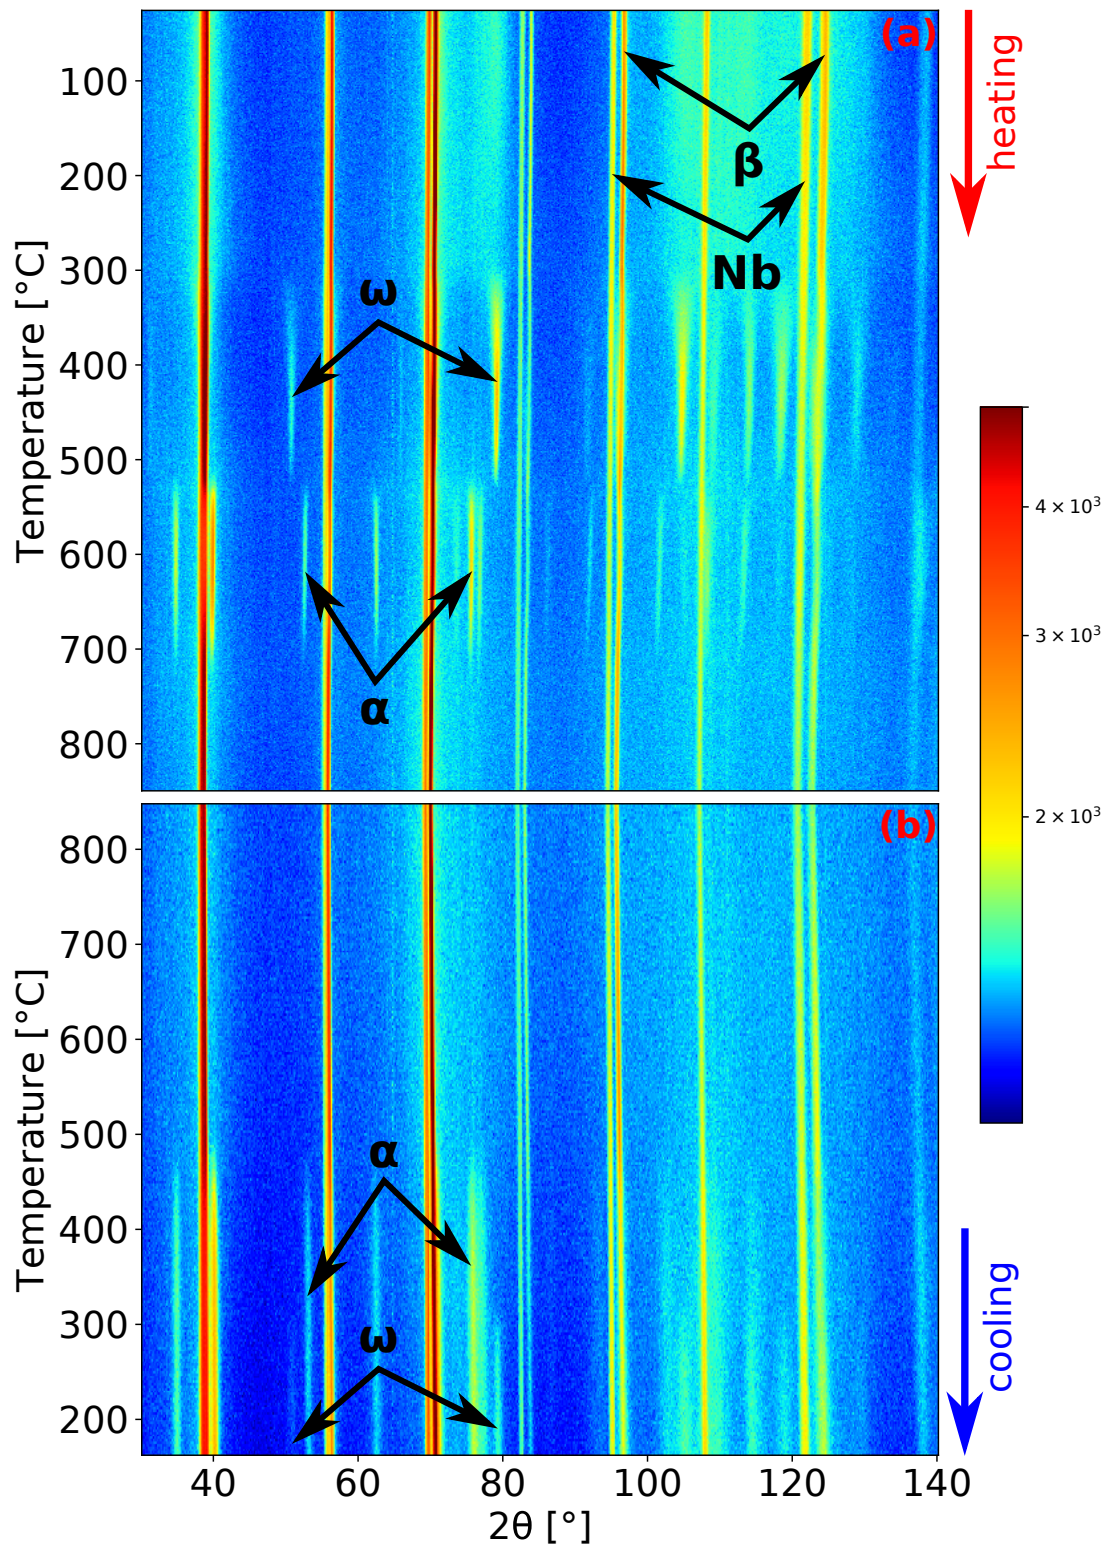 (a)
heating
100
200
300
400
500
600
700
800
Temperature [°C]
β
Nb
ω
α
4 × 10³
3 × 10³
2 × 10³
(b)
800
700
600
500
400
300
200
Temperature [°C]
α
ω
cooling
40
60
80
100
120
140
2θ [°]